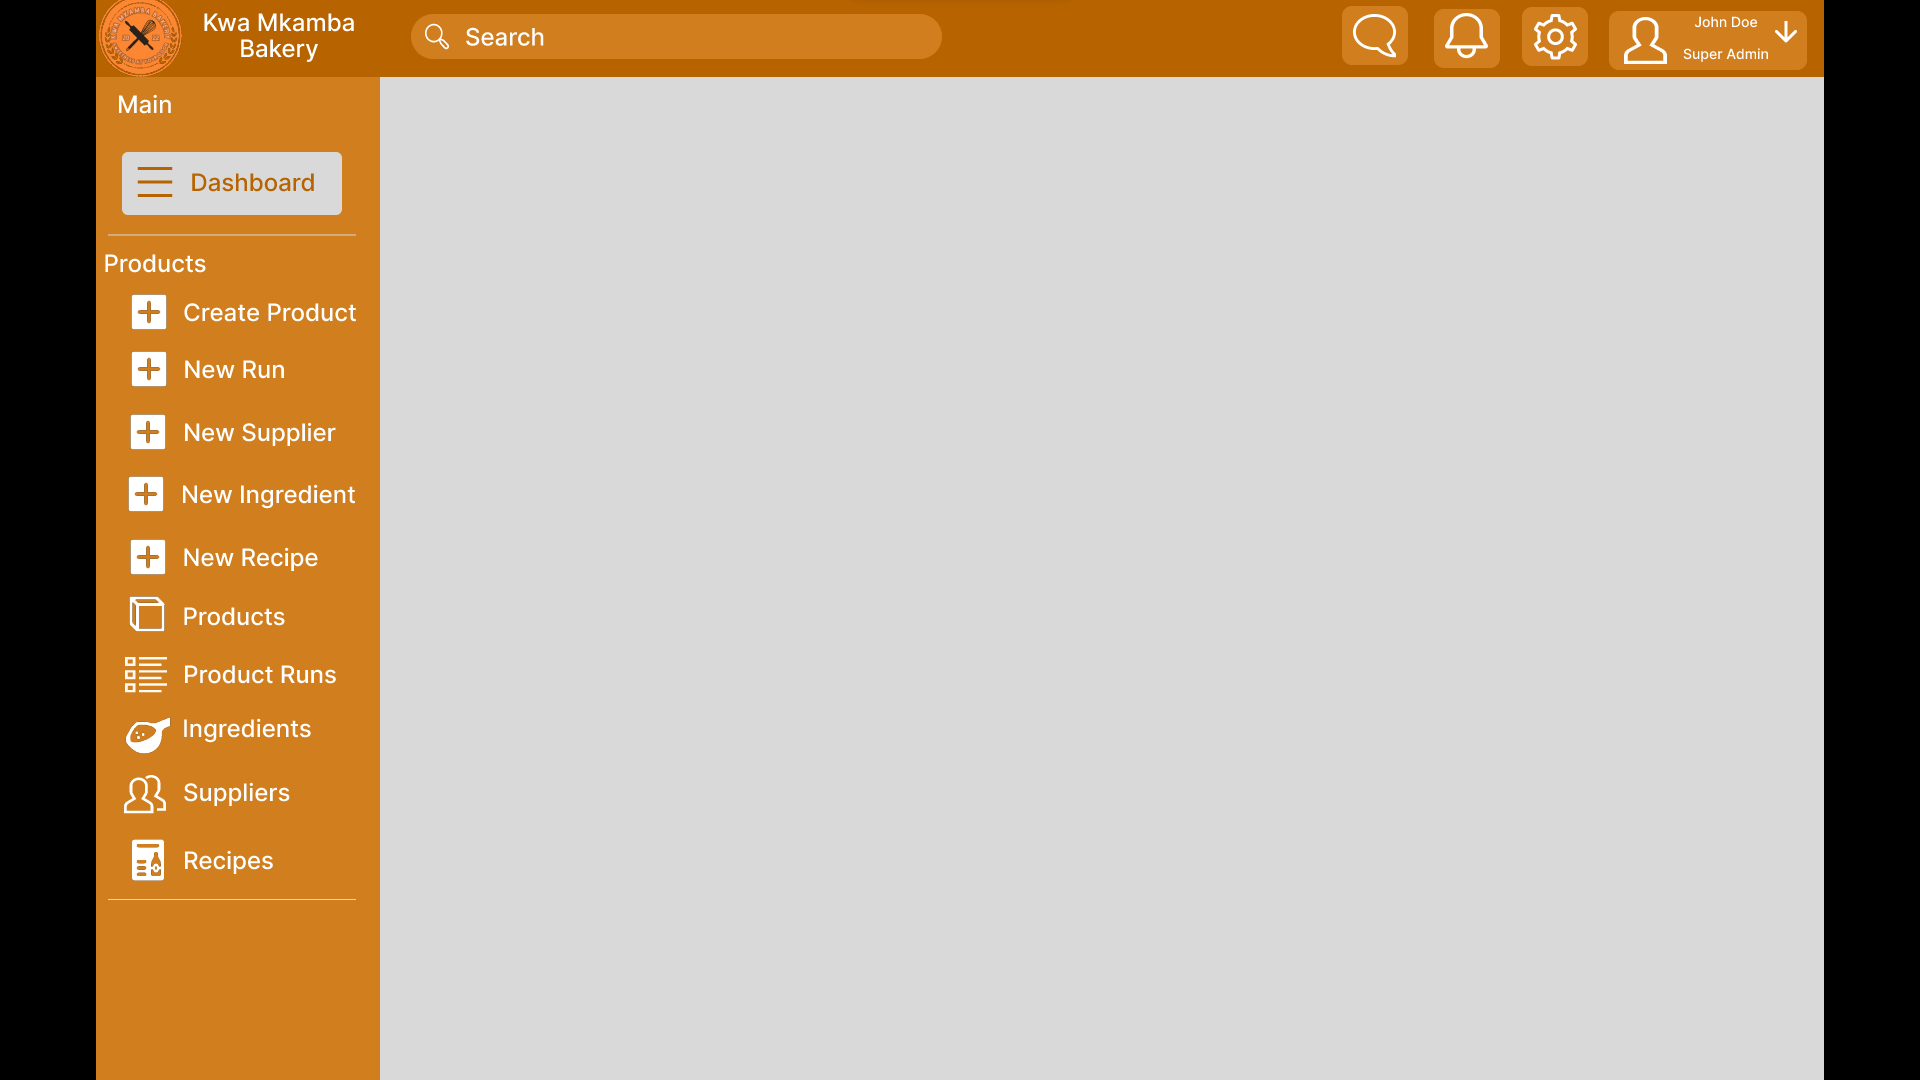 Kwa Mkamba
Bakery
Search
John Doe
Super Admin
Main
Dashboard
Products
Create Product
New Run
New Supplier
New Ingredient
New Recipe
Products
Product Runs
Ingredients
Suppliers
Recipes